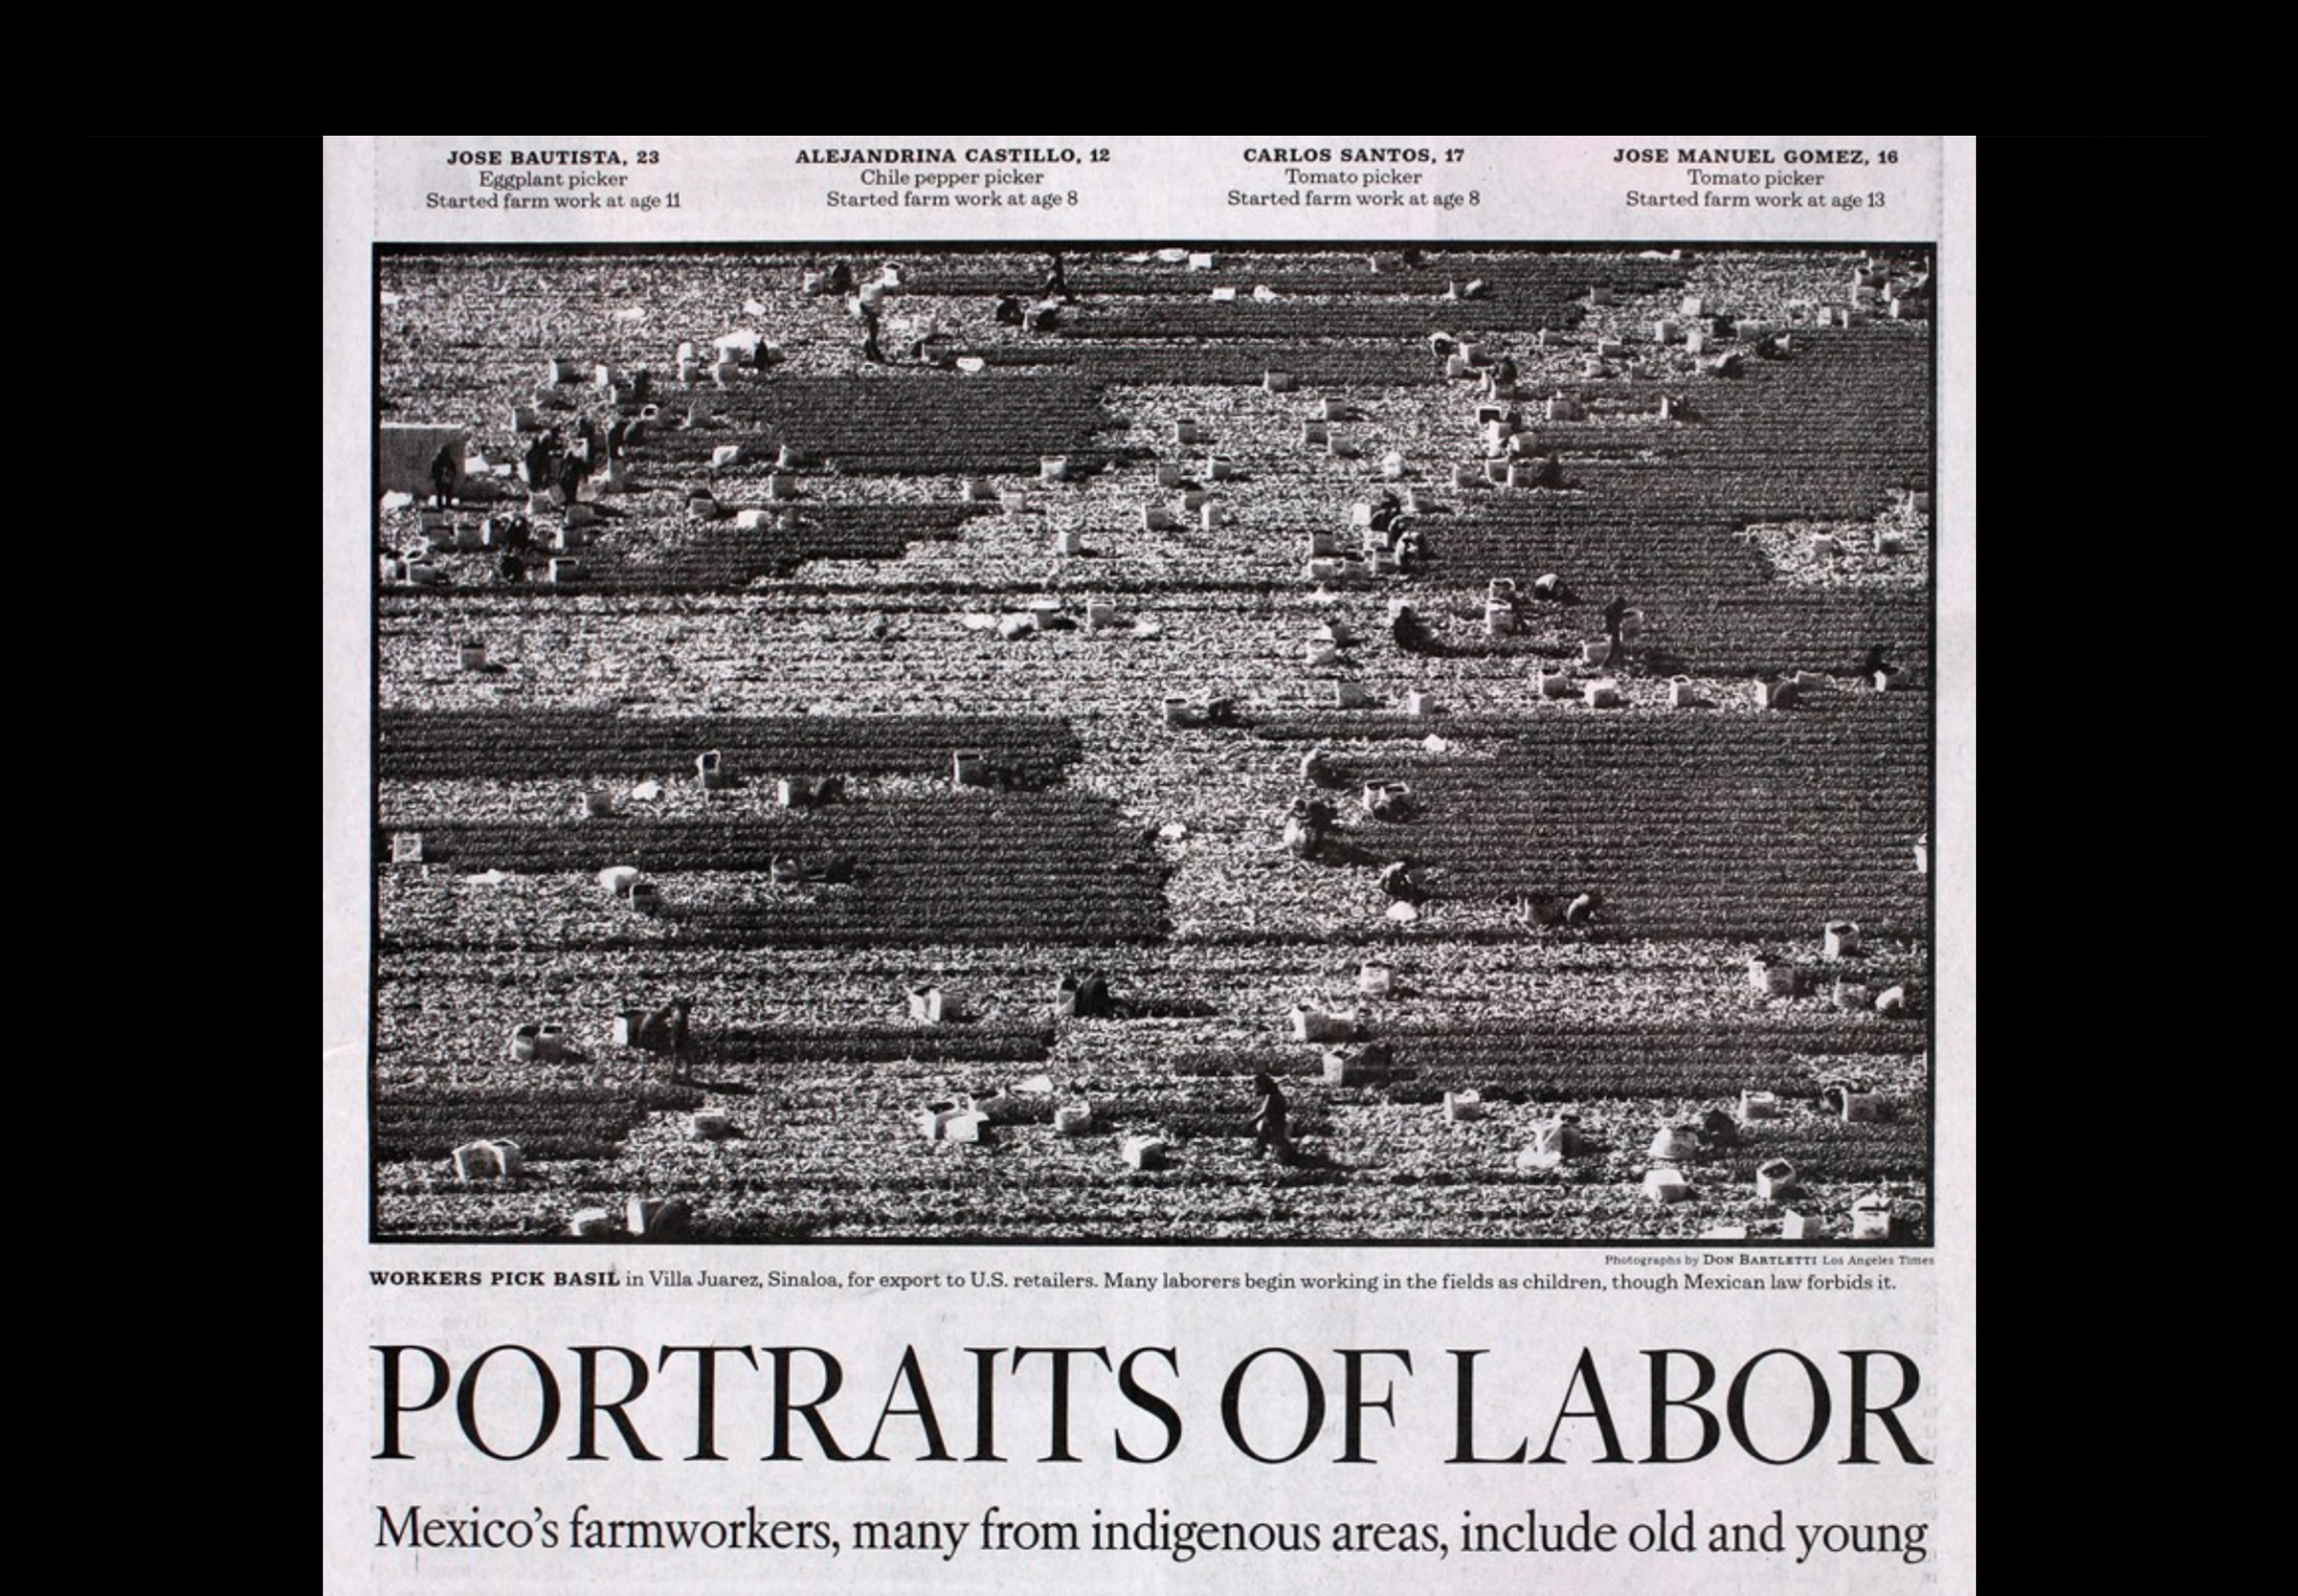 JOSE BAUTISTA, 23
Eggplant picker
Started farm work at age 11
ALEJANDRINA CASTILLO, 12
Chile pepper picker
Started farm work at age 8
CARLOS SANTOS, 17
Tomato picker
Started farm work at age 8
JOSE MANUEL GOMEZ, 16
Tomato picker
Started farm work at age 13
Photographs by DON BARTLETTI Los Angeles Times
WORKERS PICK BASIL in Villa Juarez, Sinaloa, for export to U.S. retailers. Many laborers begin working in the fields as children, though Mexican law forbids it.
PORTRAITS OF LABOR
Mexico's farmworkers, many from indigenous areas, include old and young